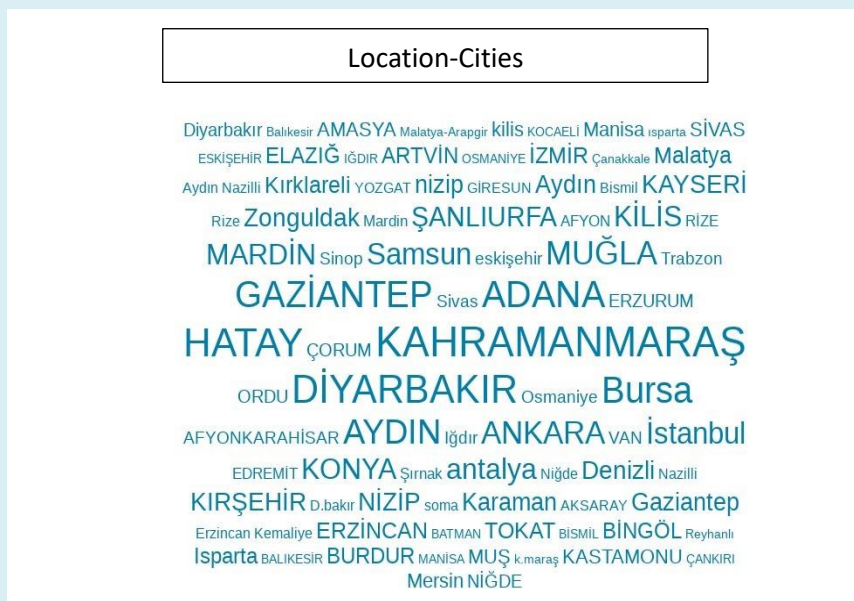 Location-Cities
Diyarbakır Balıkesir AMASYA Malatya-Arapgir kilis KOCAELİ Manisa ısparta SİVAS
ESKİŞEHİR ELAZIĞ IĞDIR ARTVİN OSMANİYE İZMİR Çanakkale Malatya
Aydın Nazilli Kırklareli YOZGAT nizip GİRESUN Aydın Bismil KAYSERİ
Rize Zonguldak Mardin ŞANLIURFA AFYON KİLİS RİZE
MARDİN Sinop Samsun eskişehir MUĞLA Trabzon
GAZİANTEP Sivas ADANA ERZURUM
HATAY ÇORUM KAHRAMANMARAŞ
ORDU DİYARBAKIR Osmaniye Bursa
AFYONKARAHİSAR AYDIN Iğdır ANKARA VAN İstanbul
EDREMİT KONYA Şırnak antalya Niğde Denizli Nazilli
KIRŞEHİR D.bakır NİZİP soma Karaman AKSARAY Gaziantep
Erzincan Kemaliye ERZİNCAN BATMAN TOKAT BİSMİL BİNGÖL Reyhanlı
Isparta BALIKESİR BURDUR MANİSA MUŞ k.maraş KASTAMONU ÇANKIRI
Mersin NİĞDE